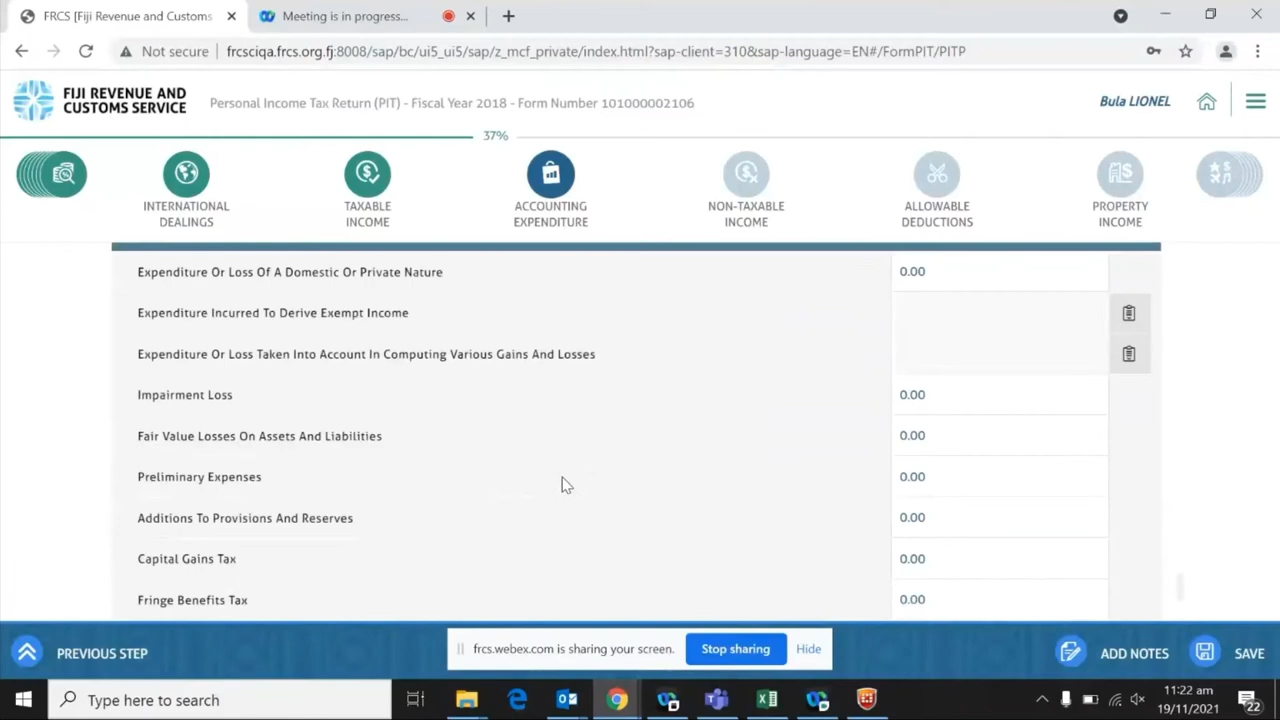 FRCS [Fiji Revenue and Customs
Meeting is in progress...
Not secure
frcsciqa.frcs.org.fj:8008/sap/bc/ui5_ui5/sap/z_mcf_private/index.html?sap-client=310&sap-language=EN#/FormPIT/PITP
FIJI REVENUE AND
CUSTOMS SERVICE
Personal Income Tax Return (PIT) - Fiscal Year 2018 - Form Number 101000002106
Bula LIONEL
37%
INTERNATIONAL
DEALINGS
TAXABLE
INCOME
ACCOUNTING
EXPENDITURE
NON-TAXABLE
INCOME
ALLOWABLE
DEDUCTIONS
PROPERTY
INCOME
Expenditure Or Loss Of A Domestic Or Private Nature 0.00
Expenditure Incurred To Derive Exempt Income
Expenditure Or Loss Taken Into Account In Computing Various Gains And Losses
Impairment Loss 0.00
Fair Value Losses On Assets And Liabilities 0.00
Preliminary Expenses 0.00
Additions To Provisions And Reserves 0.00
Capital Gains Tax 0.00
Fringe Benefits Tax 0.00
PREVIOUS STEP
frcs.webex.com is sharing your screen.
Stop sharing
Hide
ADD NOTES
SAVE
Type here to search
11:22 am
19/11/2021
22